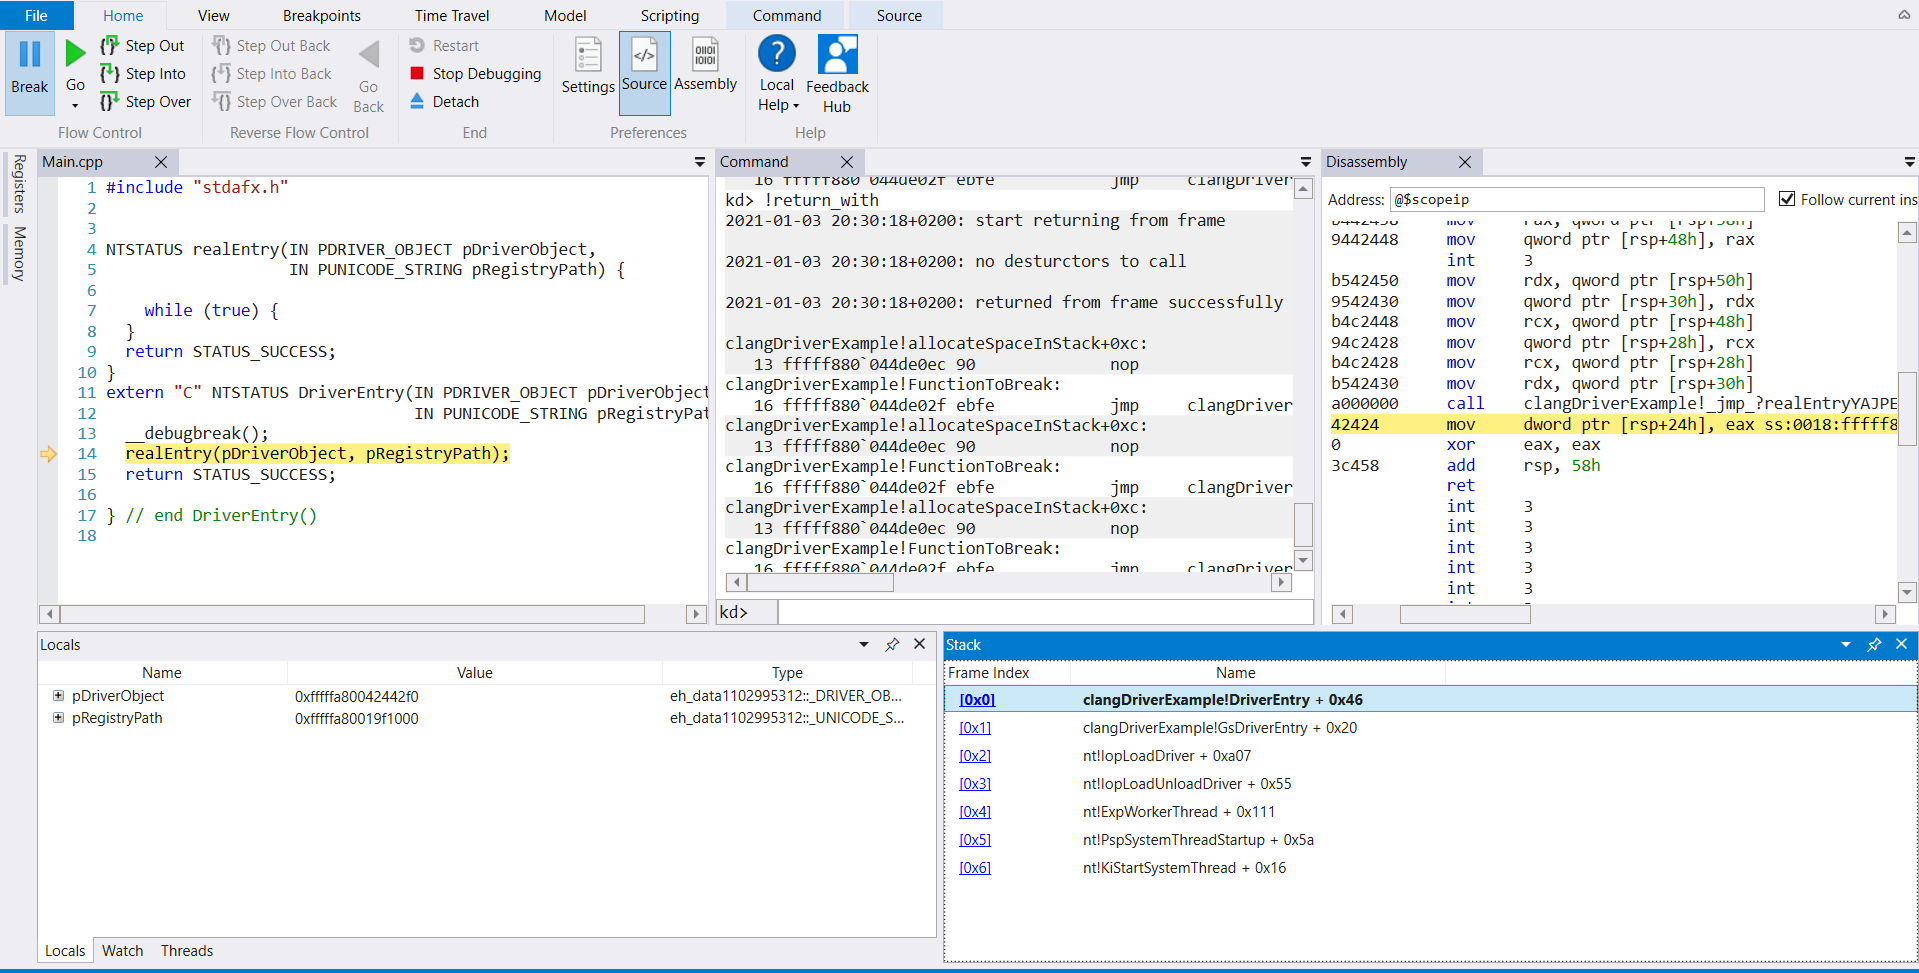 File Home View Breakpoints Time Travel Model Scripting Command Source
Break
Go
Step Out
Step Into
Step Over
Flow Control
Step Out Back
Step Into Back
Step Over Back
Go Back
Reverse Flow Control
Restart
Stop Debugging
Detach
End
Settings
Source
Assembly
Preferences
Local Help
Feedback Hub
Help
Registers
Memory
Main.cpp
1 #include "stdafx.h"
2
3
4 NTSTATUS realEntry(IN PDRIVER_OBJECT pDriverObject,
5 IN PUNICODE_STRING pRegistryPath) {
6
7 while (true) {
8 }
9 return STATUS_SUCCESS;
10 }
11 extern "C" NTSTATUS DriverEntry(IN PDRIVER_OBJECT pDriverObject
12 IN PUNICODE_STRING pRegistryPat
13 __debugbreak();
14 realEntry(pDriverObject, pRegistryPath);
15 return STATUS_SUCCESS;
16
17 } // end DriverEntry()
18
Command
16 fffff880`044de02f ebfe jmp clangDriver
kd> !return_with
2021-01-03 20:30:18+0200: start returning from frame
2021-01-03 20:30:18+0200: no desturctors to call
2021-01-03 20:30:18+0200: returned from frame successfully
clangDriverExample!allocateSpaceInStack+0xc:
13 fffff880`044de0ec 90 nop
clangDriverExample!FunctionToBreak:
16 fffff880`044de02f ebfe jmp clangDriver
clangDriverExample!allocateSpaceInStack+0xc:
13 fffff880`044de0ec 90 nop
clangDriverExample!FunctionToBreak:
16 fffff880`044de02f ebfe jmp clangDriver
clangDriverExample!allocateSpaceInStack+0xc:
13 fffff880`044de0ec 90 nop
clangDriverExample!FunctionToBreak:
16 fffff880`044de02f ebfe jmp clangDriver
kd>
Disassembly
Address: @$scopeip Follow current ins
mov rax, qword ptr [rsp+58h]
9442448 mov qword ptr [rsp+48h], rax
int 3
b542450 mov rdx, qword ptr [rsp+50h]
9542430 mov qword ptr [rsp+30h], rdx
b4c2448 mov rcx, qword ptr [rsp+48h]
94c2428 mov qword ptr [rsp+28h], rcx
b4c2428 mov rcx, qword ptr [rsp+28h]
b542430 mov rdx, qword ptr [rsp+30h]
a000000 call clangDriverExample!_jmp_?realEntryYAJPE
42424 mov dword ptr [rsp+24h], eax ss:0018:fffff8
0 xor eax, eax
3c458 add rsp, 58h
ret
int 3
int 3
int 3
int 3
int 3
Locals
Name Value Type
pDriverObject 0xfffffa80042442f0 eh_data1102995312::_DRIVER_OB...
pRegistryPath 0xfffffa80019f1000 eh_data1102995312::_UNICODE_S...
Locals Watch Threads
Stack
Frame Index Name
[0x0] clangDriverExample!DriverEntry + 0x46
[0x1] clangDriverExample!GsDriverEntry + 0x20
[0x2] nt!IopLoadDriver + 0xa07
[0x3] nt!IopLoadUnloadDriver + 0x55
[0x4] nt!ExpWorkerThread + 0x111
[0x5] nt!PspSystemThreadStartup + 0x5a
[0x6] nt!KiStartSystemThread + 0x16